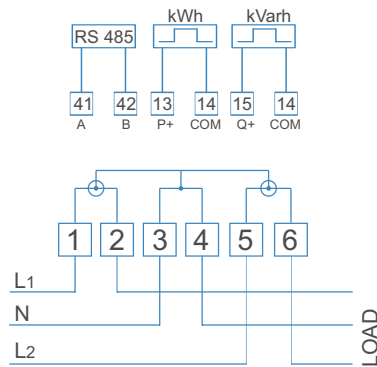 kWh kVarh
RS 485
41 42 13 14 15 14
A B P+ COM Q+ COM
1 2 3 4 5 6
L1
N
L2
LOAD